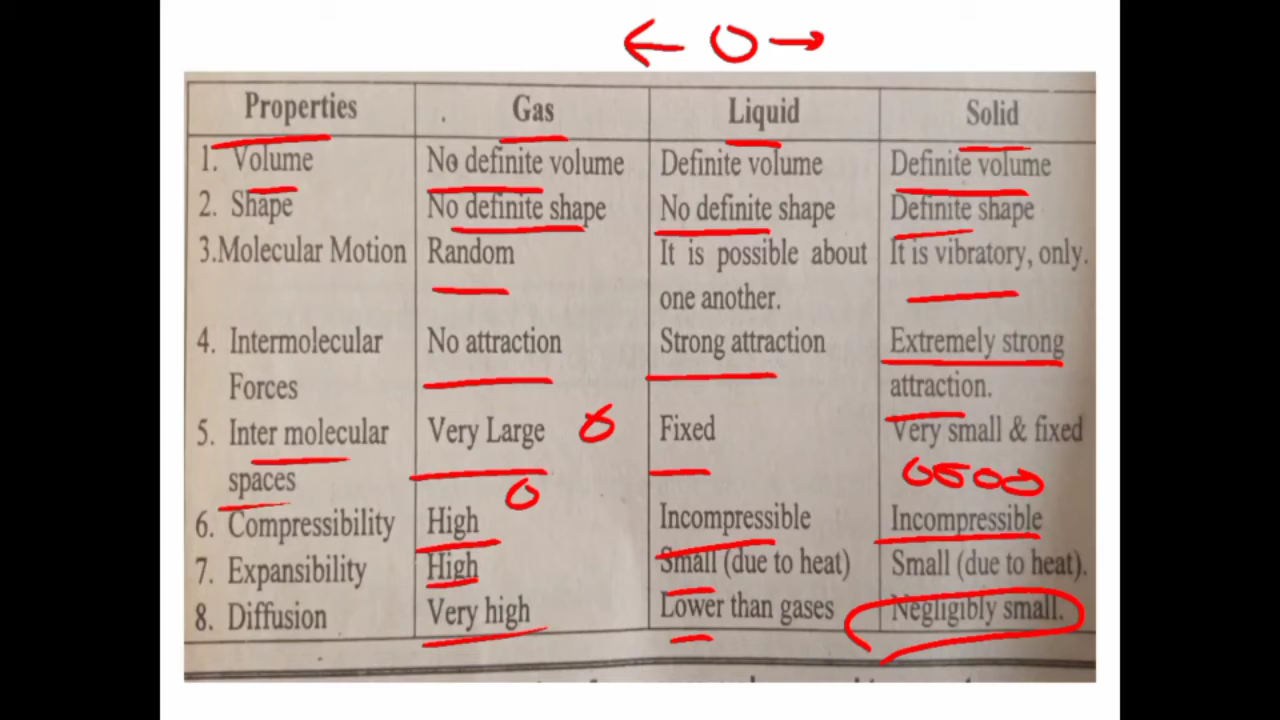 Properties Gas Liquid Solid
1. Volume No definite volume Definite volume Definite volume
2. Shape No definite shape No definite shape Definite shape
3.Molecular Motion Random It is possible about It is vibratory, only.
one another.
4. Intermolecular No attraction Strong attraction Extremely strong
Forces attraction.
5. Inter molecular Very Large Fixed Very small & fixed
spaces
6. Compressibility High Incompressible Incompressible
7. Expansibility High Small (due to heat) Small (due to heat).
8. Diffusion Very high Lower than gases Negligibly small.